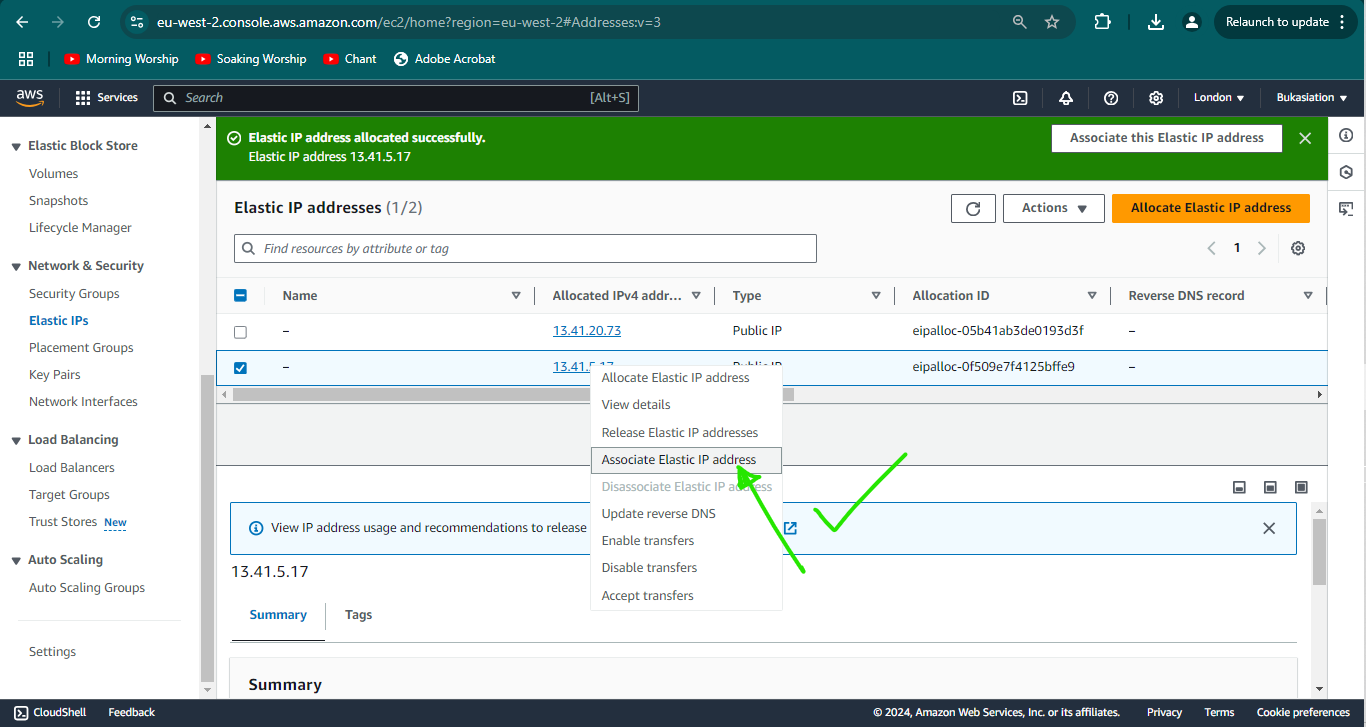 eu-west-2.console.aws.amazon.com/ec2/home?region=eu-west-2#Addresses:v=3
Relaunch to update
Morning Worship
Soaking Worship
Chant
Adobe Acrobat
aws
Services
Search
[Alt+S]
London
Bukasiation
Elastic Block Store
Volumes
Snapshots
Lifecycle Manager
Network & Security
Security Groups
Elastic IPs
Placement Groups
Key Pairs
Network Interfaces
Load Balancing
Load Balancers
Target Groups
Trust Stores New
Auto Scaling
Auto Scaling Groups
Settings
Elastic IP address allocated successfully.
Elastic IP address 13.41.5.17
Associate this Elastic IP address
Elastic IP addresses (1/2)
Actions
Allocate Elastic IP address
Find resources by attribute or tag
1
Name Allocated IPv4 addr... Type Allocation ID Reverse DNS record
– 13.41.20.73 Public IP eipalloc-05b41ab3de0193d3f –
– 13.41.5.17 Public IP eipalloc-0f509e7f4125bffe9 –
Allocate Elastic IP address
View details
Release Elastic IP addresses
Associate Elastic IP address
Disassociate Elastic IP address
Update reverse DNS
Enable transfers
Disable transfers
Accept transfers
View IP address usage and recommendations to release
13.41.5.17
Summary
Tags
Summary
CloudShell
Feedback
© 2024, Amazon Web Services, Inc. or its affiliates.
Privacy
Terms
Cookie preferences